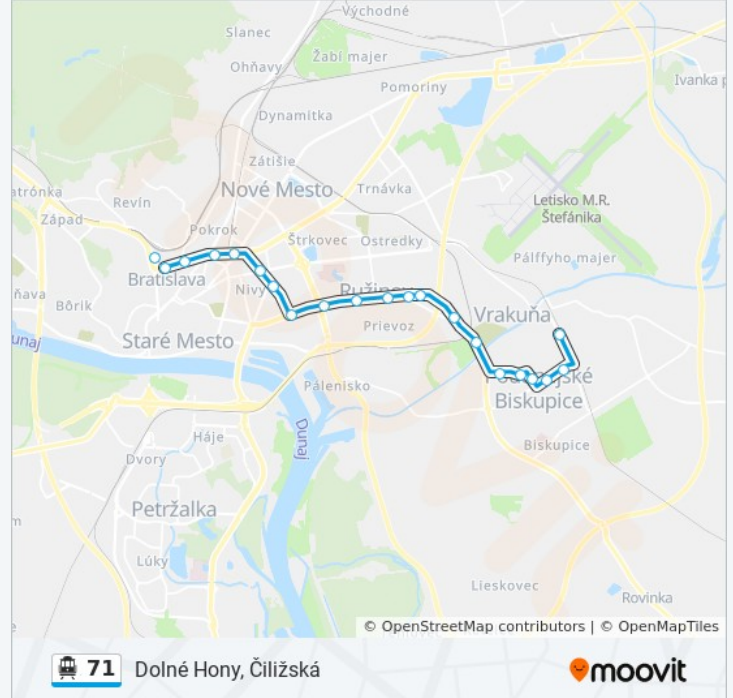 Východné
Slanec
Žabí majer
Ohňavy
Pomoriny
Ivanka p
Dynamitka
Zátišie
atrónka
Nové Mesto
Trnávka
Revín
Letisko M.R.
Štefánika
Západ
Pokrok
Štrkovec
Ostredky
Pálffyho majer
Bratislava
ňava
Nivy
Ružinov
Bôrik
Prievoz
Vrakuňa
unaj
Staré Mesto
Pálenisko
Podunajské
Biskupice
Dunaj
Háje
Dvory
Biskupice
Petržalka
m
Lúky
Lieskovec
Rovinka
© OpenStreetMap contributors | © OpenMapTiles
71 Dolné Hony, Čiližská
moovit